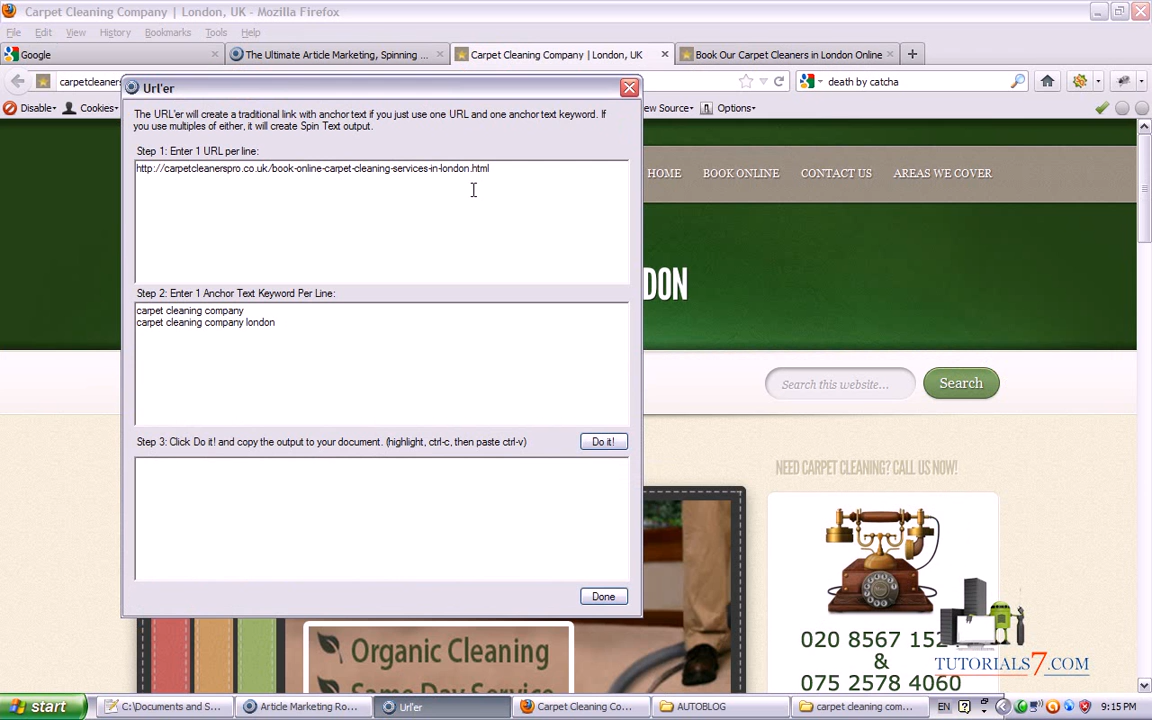 Carpet Cleaning Company | London, UK - Mozilla Firefox
File Edit View History Bookmarks Tools Help
Google
The Ultimate Article Marketing, Spinning ...
Carpet Cleaning Company | London, UK
Book Our Carpet Cleaners in London Online
carpetcleaners
death by catcha
Disable
Cookies
ew Source
Options
Url'er
The URL'er will create a traditional link with anchor text if you just use one URL and one anchor text keyword. If
you use multiples of either, it will create Spin Text output.
Step 1: Enter 1 URL per line:
http://carpetcleanerspro.co.uk/book-online-carpet-cleaning-services-in-london.html
HOME BOOK ONLINE CONTACT US AREAS WE COVER
DON
Step 2: Enter 1 Anchor Text Keyword Per Line:
carpet cleaning company
carpet cleaning company london
Search this website...
Search
Step 3: Click Do it! and copy the output to your document. (highlight, ctrl-c, then paste ctrl-v)
Do it!
NEED CARPET CLEANING? CALL US NOW!
Done
Organic Cleaning
Same Day Service
020 8567 152
&
075 2578 4060
TUTORIALS7.COM
start
C:\Documents and S...
Article Marketing Ro...
Url'er
Carpet Cleaning Co...
AUTOBLOG
carpet cleaning com...
EN
9:15 PM